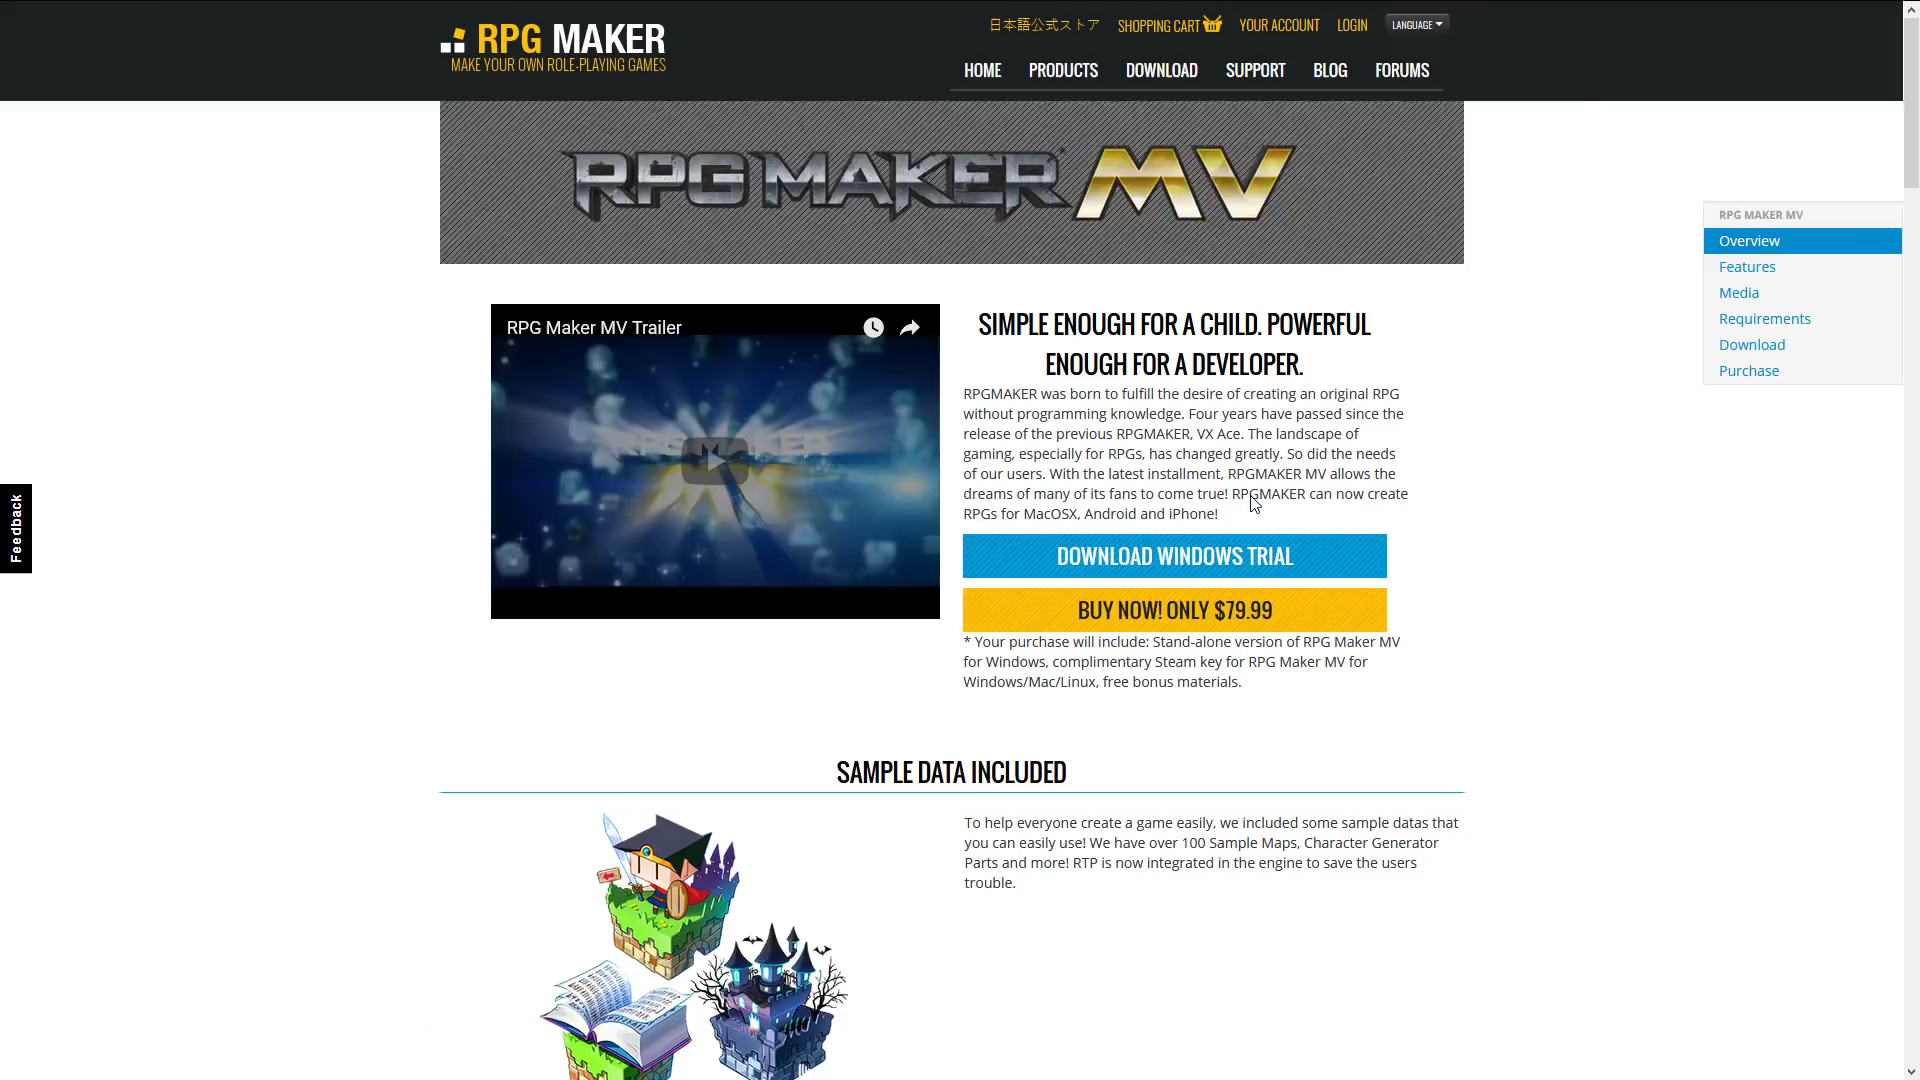 RPG MAKER
MAKE YOUR OWN ROLE-PLAYING GAMES
日本語公式ストア SHOPPING CART YOUR ACCOUNT LOGIN LANGUAGE
HOME PRODUCTS DOWNLOAD SUPPORT BLOG FORUMS
RPG MAKER MV
RPG MAKER MV
Overview
Features
Media
Requirements
Download
Purchase
Feedback
RPG Maker MV Trailer
SIMPLE ENOUGH FOR A CHILD. POWERFUL
ENOUGH FOR A DEVELOPER.
RPGMAKER was born to fulfill the desire of creating an original RPG
without programming knowledge. Four years have passed since the
release of the previous RPGMAKER, VX Ace. The landscape of
gaming, especially for RPGs, has changed greatly. So did the needs
of our users. With the latest installment, RPGMAKER MV allows the
dreams of many of its fans to come true! RPGMAKER can now create
RPGs for MacOSX, Android and iPhone!
DOWNLOAD WINDOWS TRIAL
BUY NOW! ONLY $79.99
* Your purchase will include: Stand-alone version of RPG Maker MV
for Windows, complimentary Steam key for RPG Maker MV for
Windows/Mac/Linux, free bonus materials.
SAMPLE DATA INCLUDED
To help everyone create a game easily, we included some sample datas that
you can easily use! We have over 100 Sample Maps, Character Generator
Parts and more! RTP is now integrated in the engine to save the users
trouble.